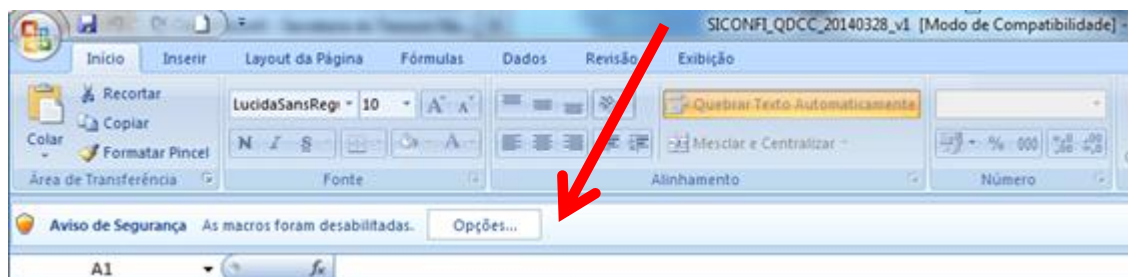 SICONFI_QDCC_20140328_v1 [Modo de Compatibilidade] -
Início Inserir Layout da Página Fórmulas Dados Revisão Exibição
Recortar
Copiar
Colar
Formatar Pincel
LucidaSansRegu 10 A A
Quebrar Texto Automaticamente
N I S A
Mesclar e Centralizar
% 000
Área de Transferência Fonte Alinhamento Número
Aviso de Segurança As macros foram desabilitadas. Opções...
A1 fx